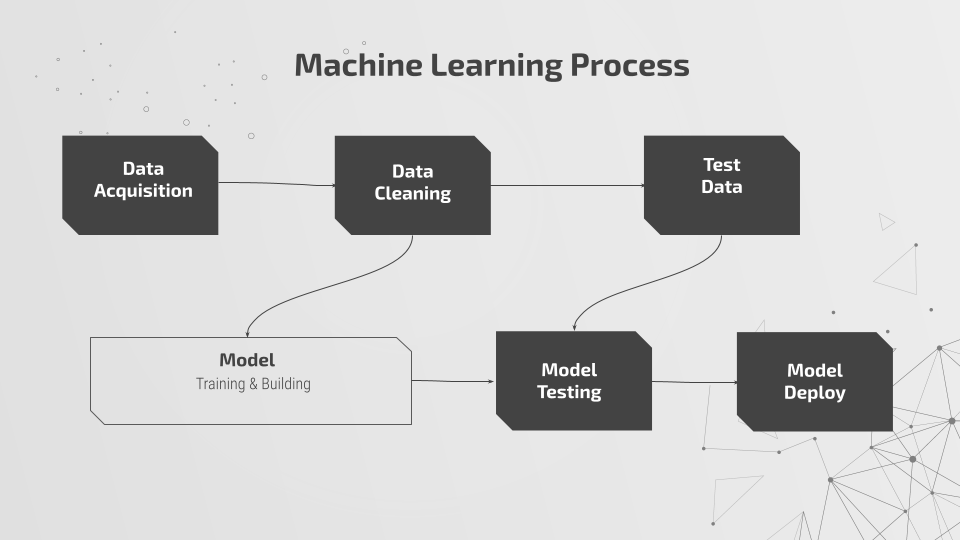 Machine Learning Process
Data
Acquisition
Data
Cleaning
Test
Data
Model
Training & Building
Model
Testing
Model
Deploy